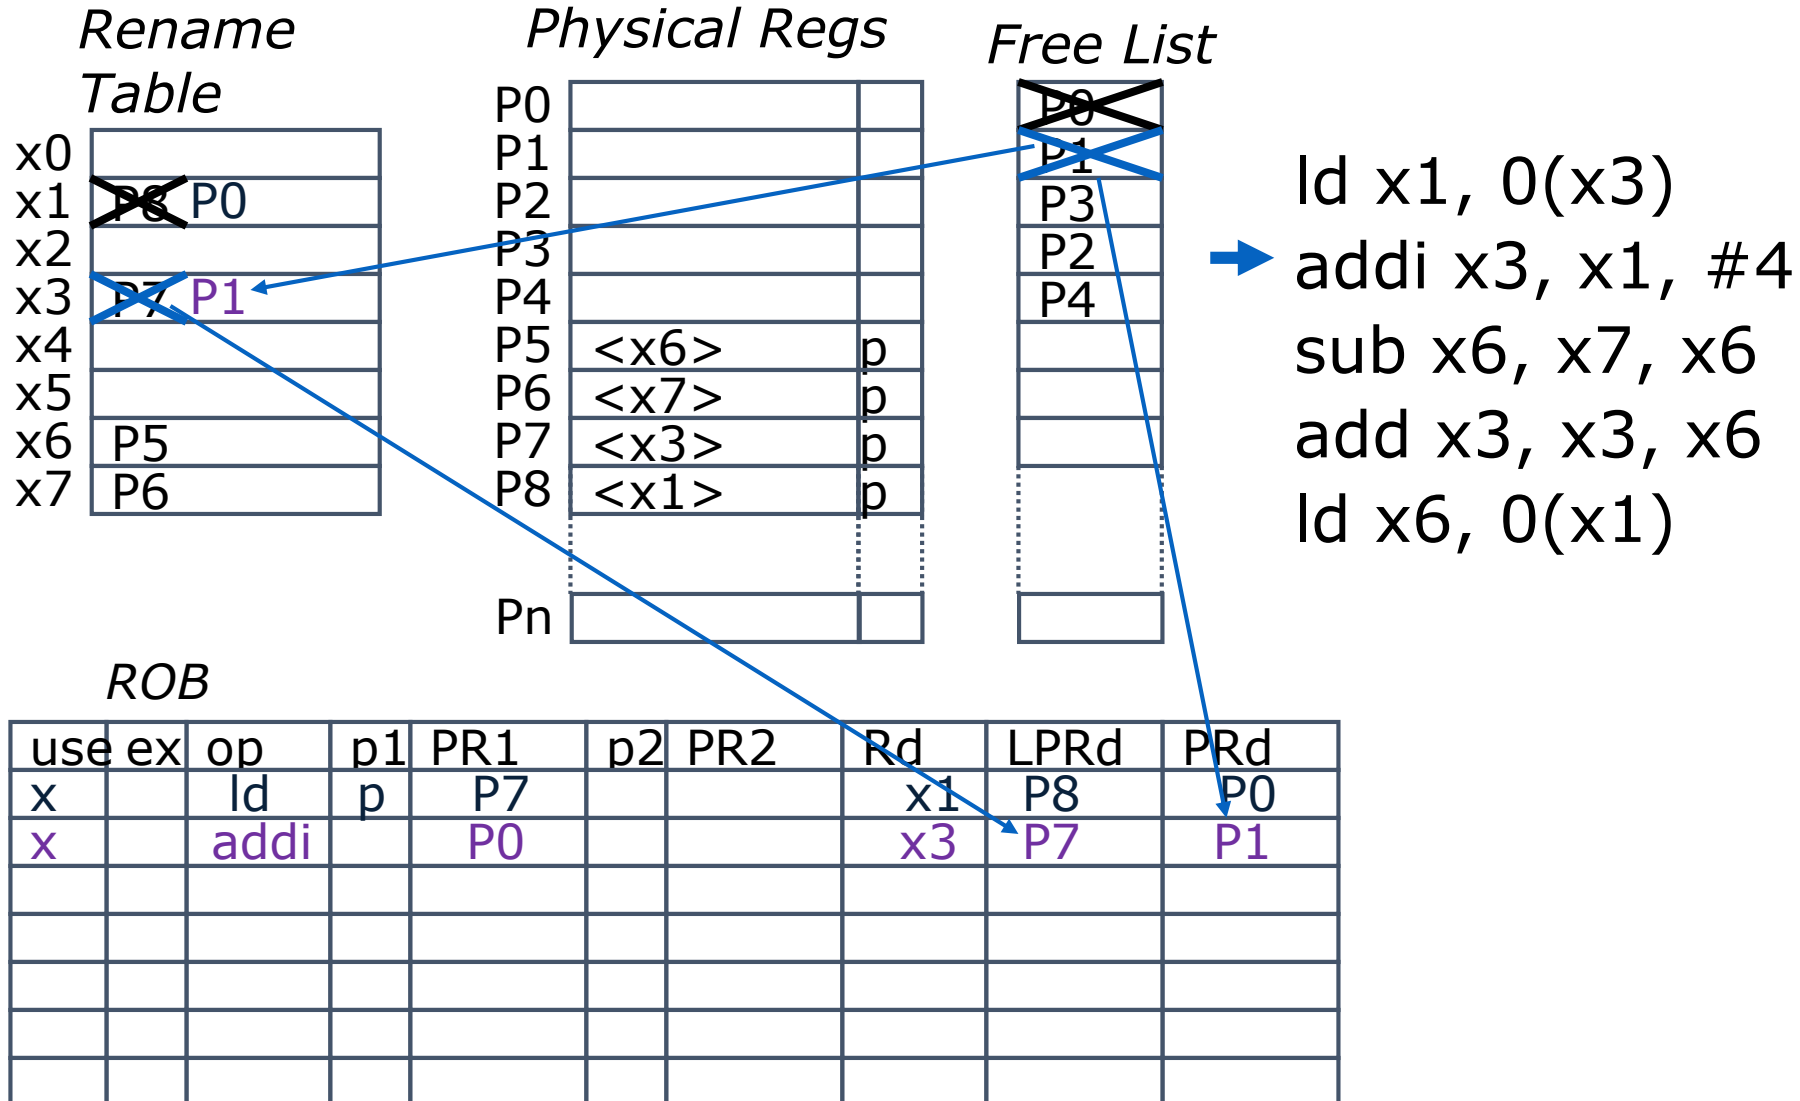 Rename
Table
x0
x1 P8 P0
x2
x3 P7 P1
x4
x5
x6 P5
x7 P6
Physical Regs
P0
P1
P2
P3
P4
P5 <x6> p
P6 <x7> p
P7 <x3> p
P8 <x1> p
Pn
Free List
P0
P1
P3
P2
P4
ld x1, 0(x3)
addi x3, x1, #4
sub x6, x7, x6
add x3, x3, x6
ld x6, 0(x1)
ROB
use ex op p1 PR1 p2 PR2 Rd LPRd PRd
x ld p P7 x1 P8 P0
x addi P0 x3 P7 P1